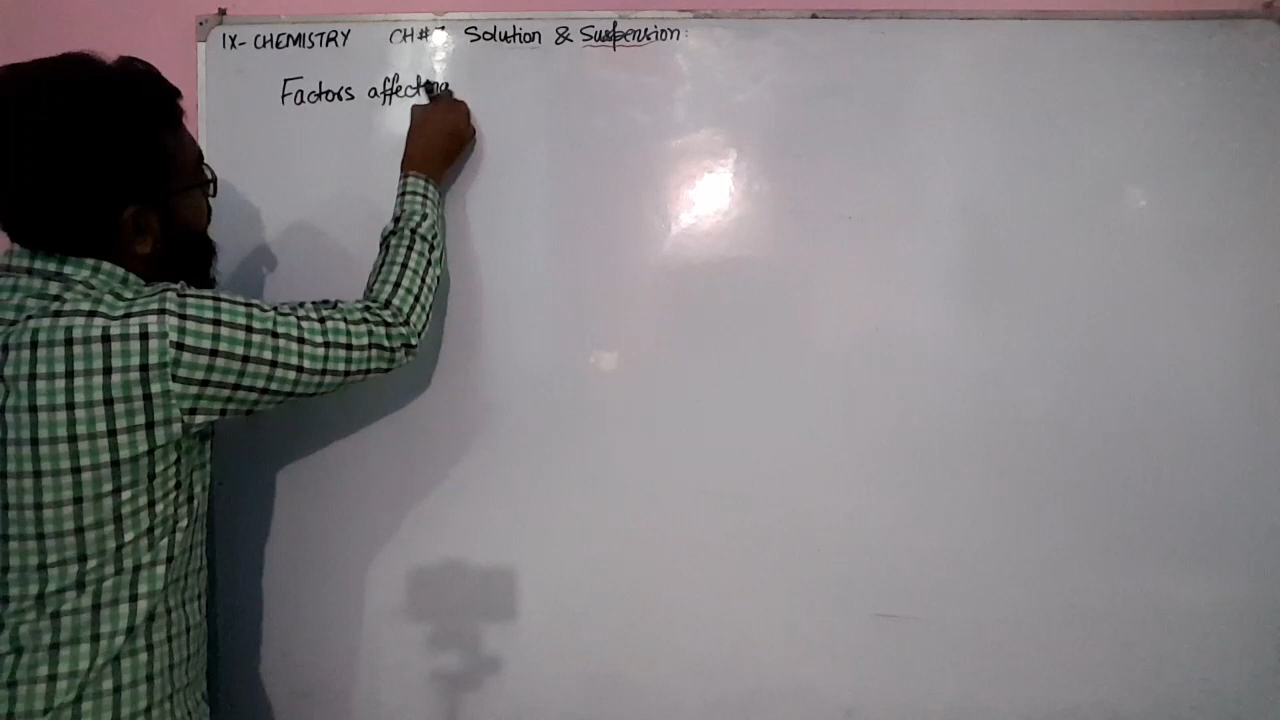 IX- CHEMISTRY CH# Solution & Suspension:
Factors affecting